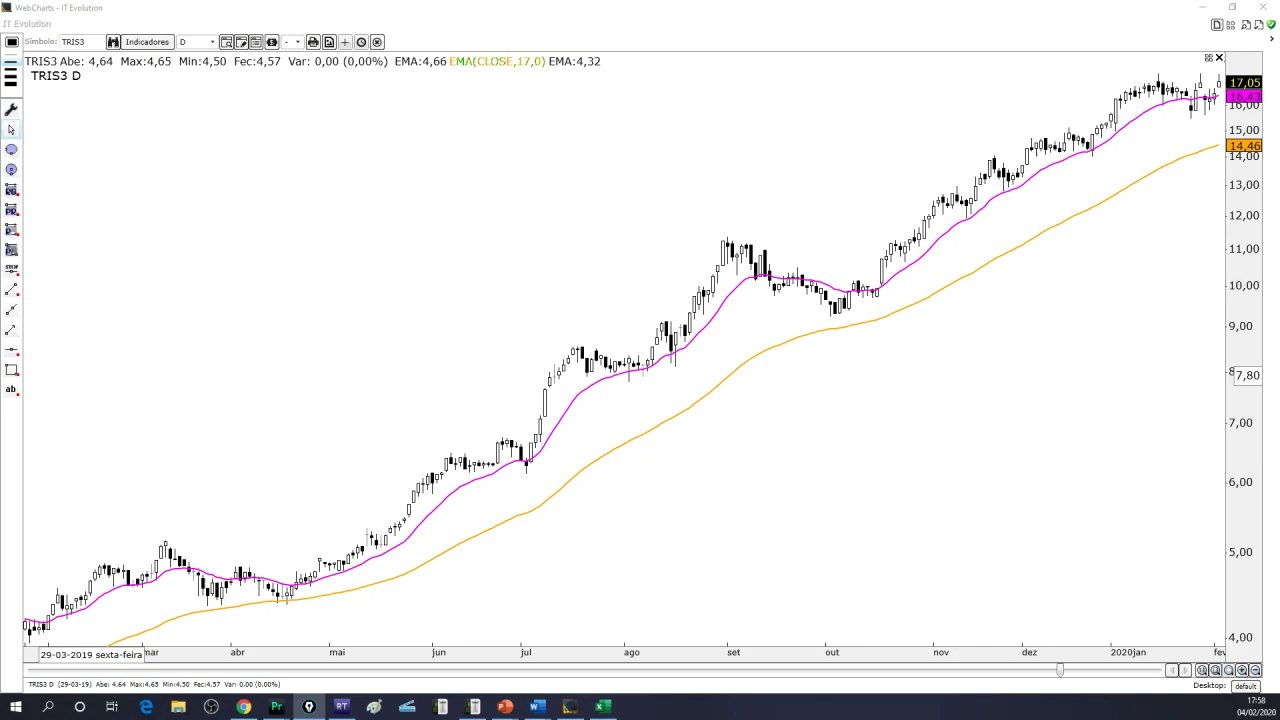 WebCharts - IT Evolution
IT Evolution
Símbolo: TRIS3 Indicadores D -
TRIS3 Abe: 4,64 Max:4,65 Min:4,50 Fec:4,57 Var: 0,00 (0,00%) EMA:4,66 EMA(CLOSE,17,0) EMA:4,32
TRIS3 D
17,05
16,43
16,00
15,00
14,46
14,00
13,00
12,00
11,00
10,00
9,00
8
7,80
7,00
6,00
5,00
4,00
STOP
ab
29-03-2019 sexta-feira mar abr mai jun jul ago set out nov dez 2020jan fev
TRIS3 D (29-03-19) Abe: 4,64 Max:4,65 Min:4,50 Fec:4,57 Var: 0,00 (0,00%)
Desktop: default
Pr RT P W X
17:58
04/02/2020